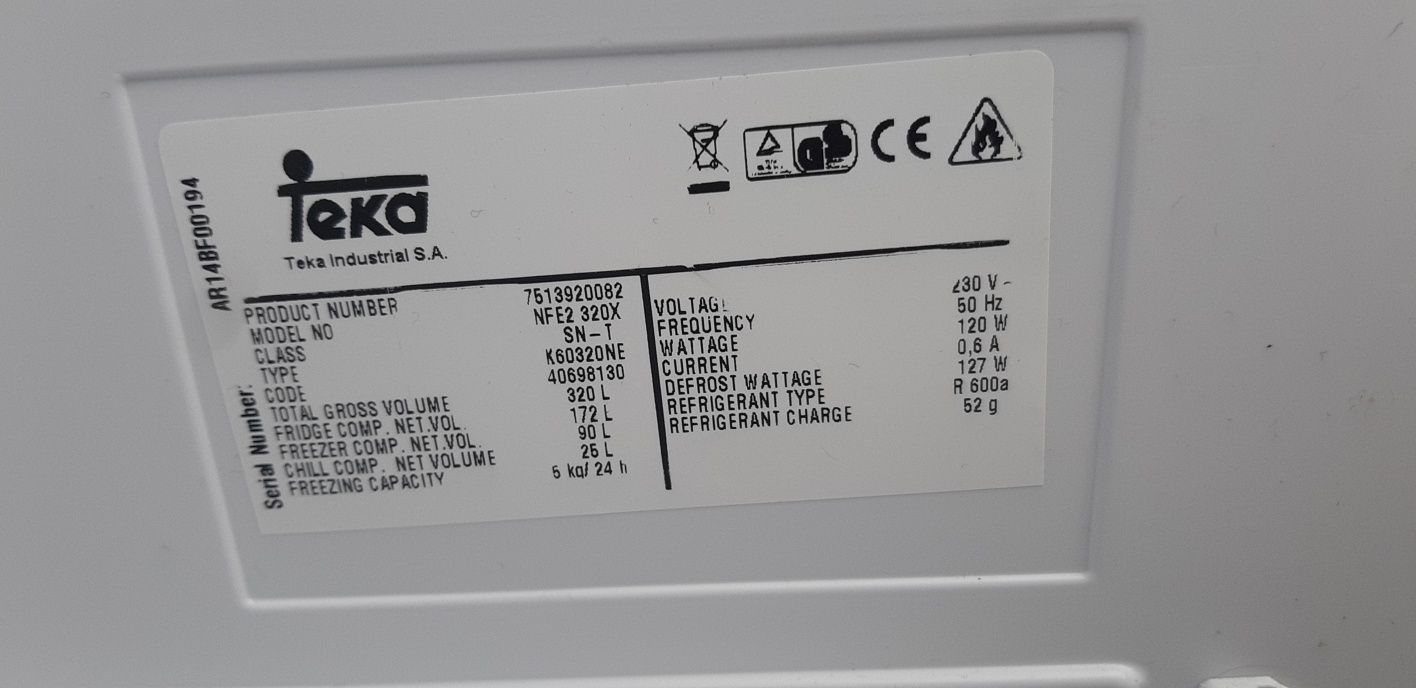 AR14BF00194
Serial Number:
Teka
Teka Industrial S.A.
CE
PRODUCT NUMBER 7513920082
MODEL NO NFE2 320X
CLASS SN-T
TYPE K60320NE
CODE 40698130
TOTAL GROSS VOLUME 320 L
FRIDGE COMP. NET.VOL. 172 L
FREEZER COMP. NET.VOL. 90 L
CHILL COMP. NET VOLUME 25 L
FREEZING CAPACITY 5 kg/ 24 h
VOLTAGE 230 V ~
FREQUENCY 50 Hz
WATTAGE 120 W
CURRENT 0,6 A
DEFROST WATTAGE 127 W
REFRIGERANT TYPE R 600a
REFRIGERANT CHARGE 52 g